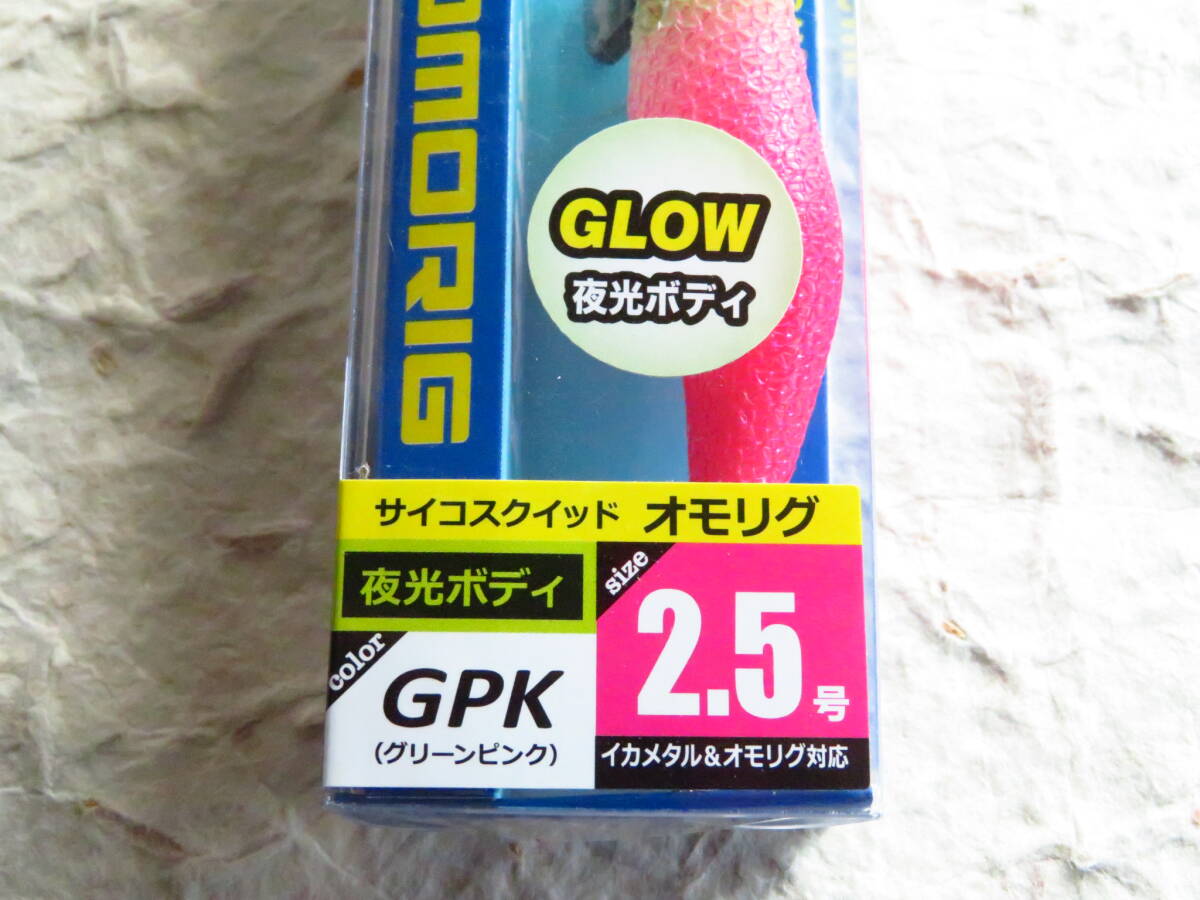 OMORIG
GLOW
夜光ボディ
サイコスクイッド オモリグ
夜光ボディ
size
2.5号
color
GPK
(グリーンピンク)
イカメタル&オモリグ対応